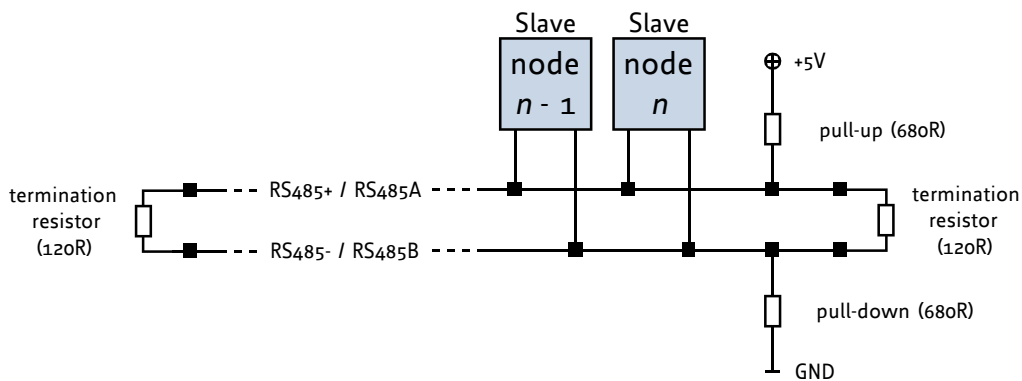 Slave
Slave
node
n - 1
node
n
+5V
pull-up (680R)
termination
resistor
(120R)
RS485+ / RS485A
RS485- / RS485B
termination
resistor
(120R)
pull-down (680R)
GND